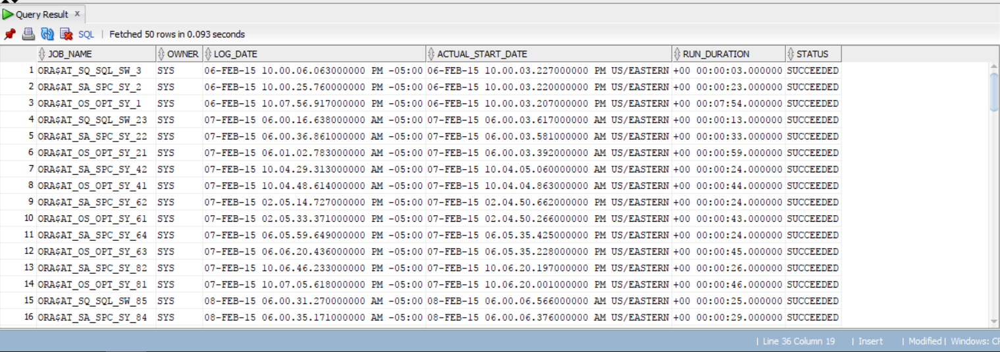 Query Result x
SQL | Fetched 50 rows in 0.093 seconds
JOB_NAME OWNER LOG_DATE ACTUAL_START_DATE RUN_DURATION STATUS
1 ORA$AT_SQ_SQL_SW_3 SYS 06-FEB-15 10.00.06.063000000 PM -05:00 06-FEB-15 10.00.03.227000000 PM US/EASTERN +00 00:00:03.000000 SUCCEEDED
2 ORA$AT_SA_SPC_SY_2 SYS 06-FEB-15 10.00.25.760000000 PM -05:00 06-FEB-15 10.00.03.220000000 PM US/EASTERN +00 00:00:23.000000 SUCCEEDED
3 ORA$AT_OS_OPT_SY_1 SYS 06-FEB-15 10.07.56.917000000 PM -05:00 06-FEB-15 10.00.03.207000000 PM US/EASTERN +00 00:07:54.000000 SUCCEEDED
4 ORA$AT_SQ_SQL_SW_23 SYS 07-FEB-15 06.00.16.638000000 AM -05:00 07-FEB-15 06.00.03.617000000 AM US/EASTERN +00 00:00:13.000000 SUCCEEDED
5 ORA$AT_SA_SPC_SY_22 SYS 07-FEB-15 06.00.36.861000000 AM -05:00 07-FEB-15 06.00.03.581000000 AM US/EASTERN +00 00:00:33.000000 SUCCEEDED
6 ORA$AT_OS_OPT_SY_21 SYS 07-FEB-15 06.01.02.783000000 AM -05:00 07-FEB-15 06.00.03.392000000 AM US/EASTERN +00 00:00:59.000000 SUCCEEDED
7 ORA$AT_SA_SPC_SY_42 SYS 07-FEB-15 10.04.29.313000000 AM -05:00 07-FEB-15 10.04.05.060000000 AM US/EASTERN +00 00:00:24.000000 SUCCEEDED
8 ORA$AT_OS_OPT_SY_41 SYS 07-FEB-15 10.04.48.614000000 AM -05:00 07-FEB-15 10.04.04.863000000 AM US/EASTERN +00 00:00:44.000000 SUCCEEDED
9 ORA$AT_SA_SPC_SY_62 SYS 07-FEB-15 02.05.14.727000000 PM -05:00 07-FEB-15 02.04.50.662000000 PM US/EASTERN +00 00:00:24.000000 SUCCEEDED
10 ORA$AT_OS_OPT_SY_61 SYS 07-FEB-15 02.05.33.371000000 PM -05:00 07-FEB-15 02.04.50.266000000 PM US/EASTERN +00 00:00:43.000000 SUCCEEDED
11 ORA$AT_SA_SPC_SY_64 SYS 07-FEB-15 06.05.59.649000000 PM -05:00 07-FEB-15 06.05.35.425000000 PM US/EASTERN +00 00:00:24.000000 SUCCEEDED
12 ORA$AT_OS_OPT_SY_63 SYS 07-FEB-15 06.06.20.436000000 PM -05:00 07-FEB-15 06.05.35.228000000 PM US/EASTERN +00 00:00:45.000000 SUCCEEDED
13 ORA$AT_SA_SPC_SY_82 SYS 07-FEB-15 10.06.46.233000000 PM -05:00 07-FEB-15 10.06.20.197000000 PM US/EASTERN +00 00:00:26.000000 SUCCEEDED
14 ORA$AT_OS_OPT_SY_81 SYS 07-FEB-15 10.07.05.618000000 PM -05:00 07-FEB-15 10.06.20.001000000 PM US/EASTERN +00 00:00:46.000000 SUCCEEDED
15 ORA$AT_SQ_SQL_SW_85 SYS 08-FEB-15 06.00.31.270000000 AM -05:00 08-FEB-15 06.00.06.566000000 AM US/EASTERN +00 00:00:25.000000 SUCCEEDED
16 ORA$AT_SA_SPC_SY_84 SYS 08-FEB-15 06.00.35.171000000 AM -05:00 08-FEB-15 06.00.06.376000000 AM US/EASTERN +00 00:00:29.000000 SUCCEEDED
| Line 36 Column 19 | Insert | Modified | Windows: